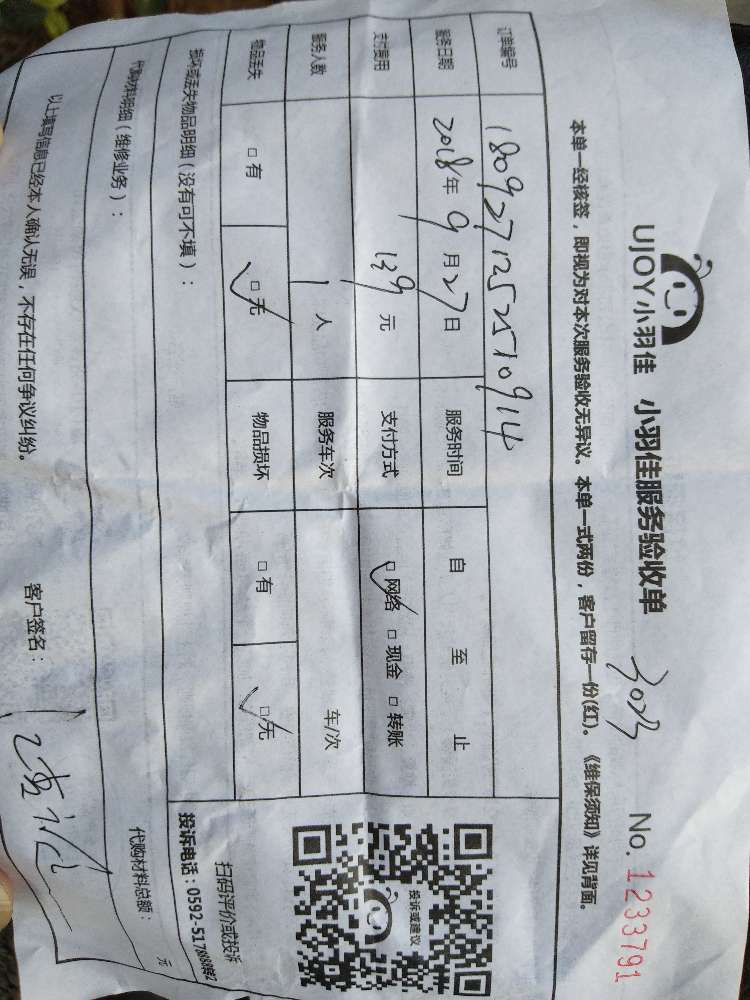 UJOY小羽佳 小羽佳服务验收单 3023 No. 1233791
本单一经核签，即视为对本次服务验收无异议。本单一式两份，客户留存一份(红)。《维保须知》详见背面。
订单编号 1809271252510914
服务日期 2018年9月27日 服务时间 自 至 止
支付费用 139元 支付方式 □网络 □现金 □转账
服务人数 1人 服务车次 车/次
物品丢失 □有 □无 物品损坏 □有 □无
投诉或建议
扫码评价或投诉
投诉电话：0592-517
损坏或丢失物品明细（没有可不填）：
代购材料明细（维修业务）： 代购材料总额： 元
以上填写信息已经本人确认无误，不存在任何争议纠纷。 客户签名：